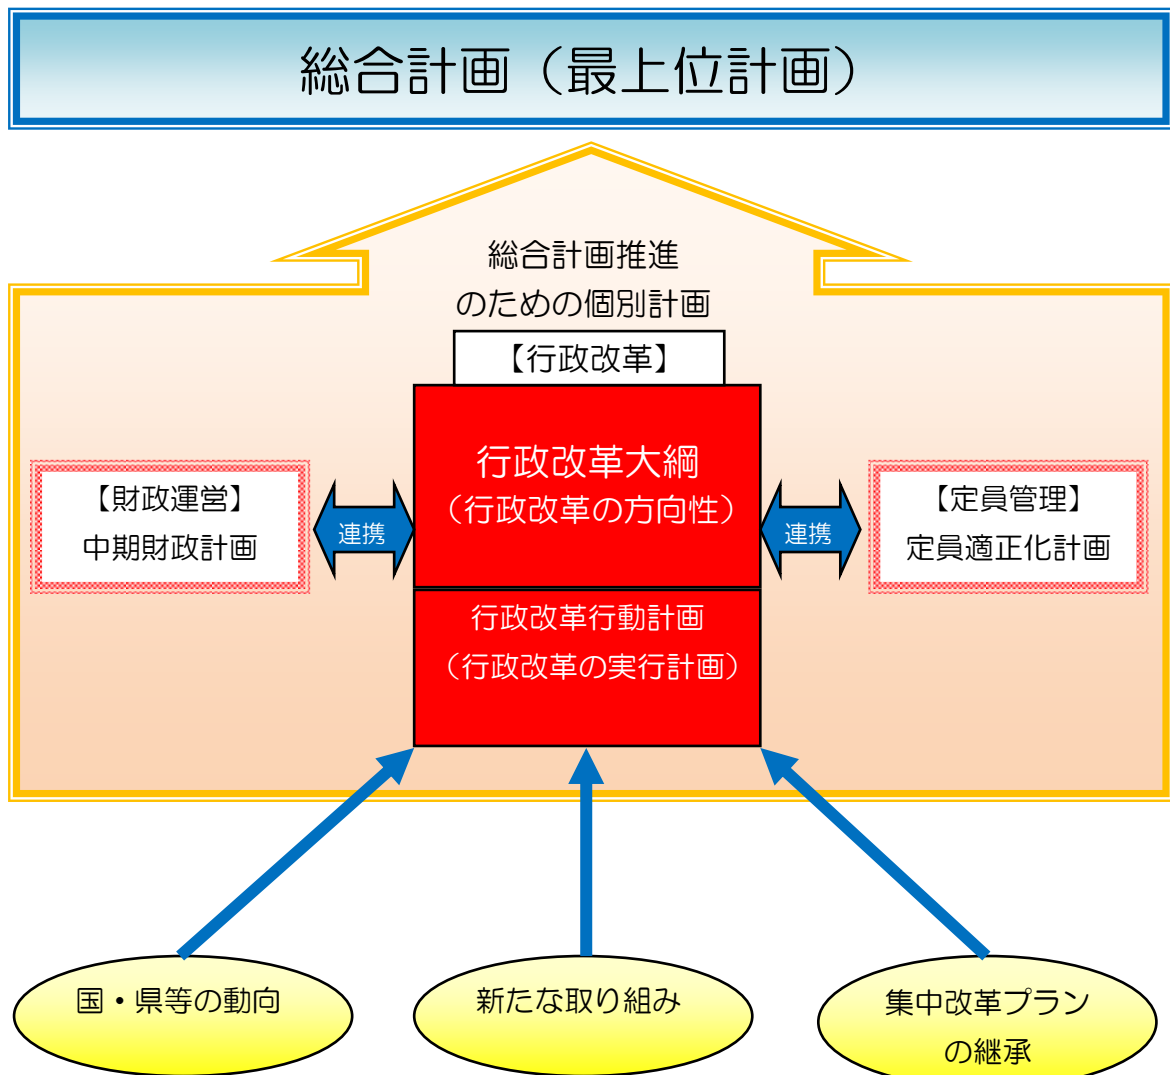 総合計画（最上位計画）
総合計画推進
のための個別計画
【行政改革】
行政改革大綱
（行政改革の方向性）
【財政運営】
中期財政計画
連携
連携
【定員管理】
定員適正化計画
行政改革行動計画
（行政改革の実行計画）
国・県等の動向
新たな取り組み
集中改革プラン
の継承